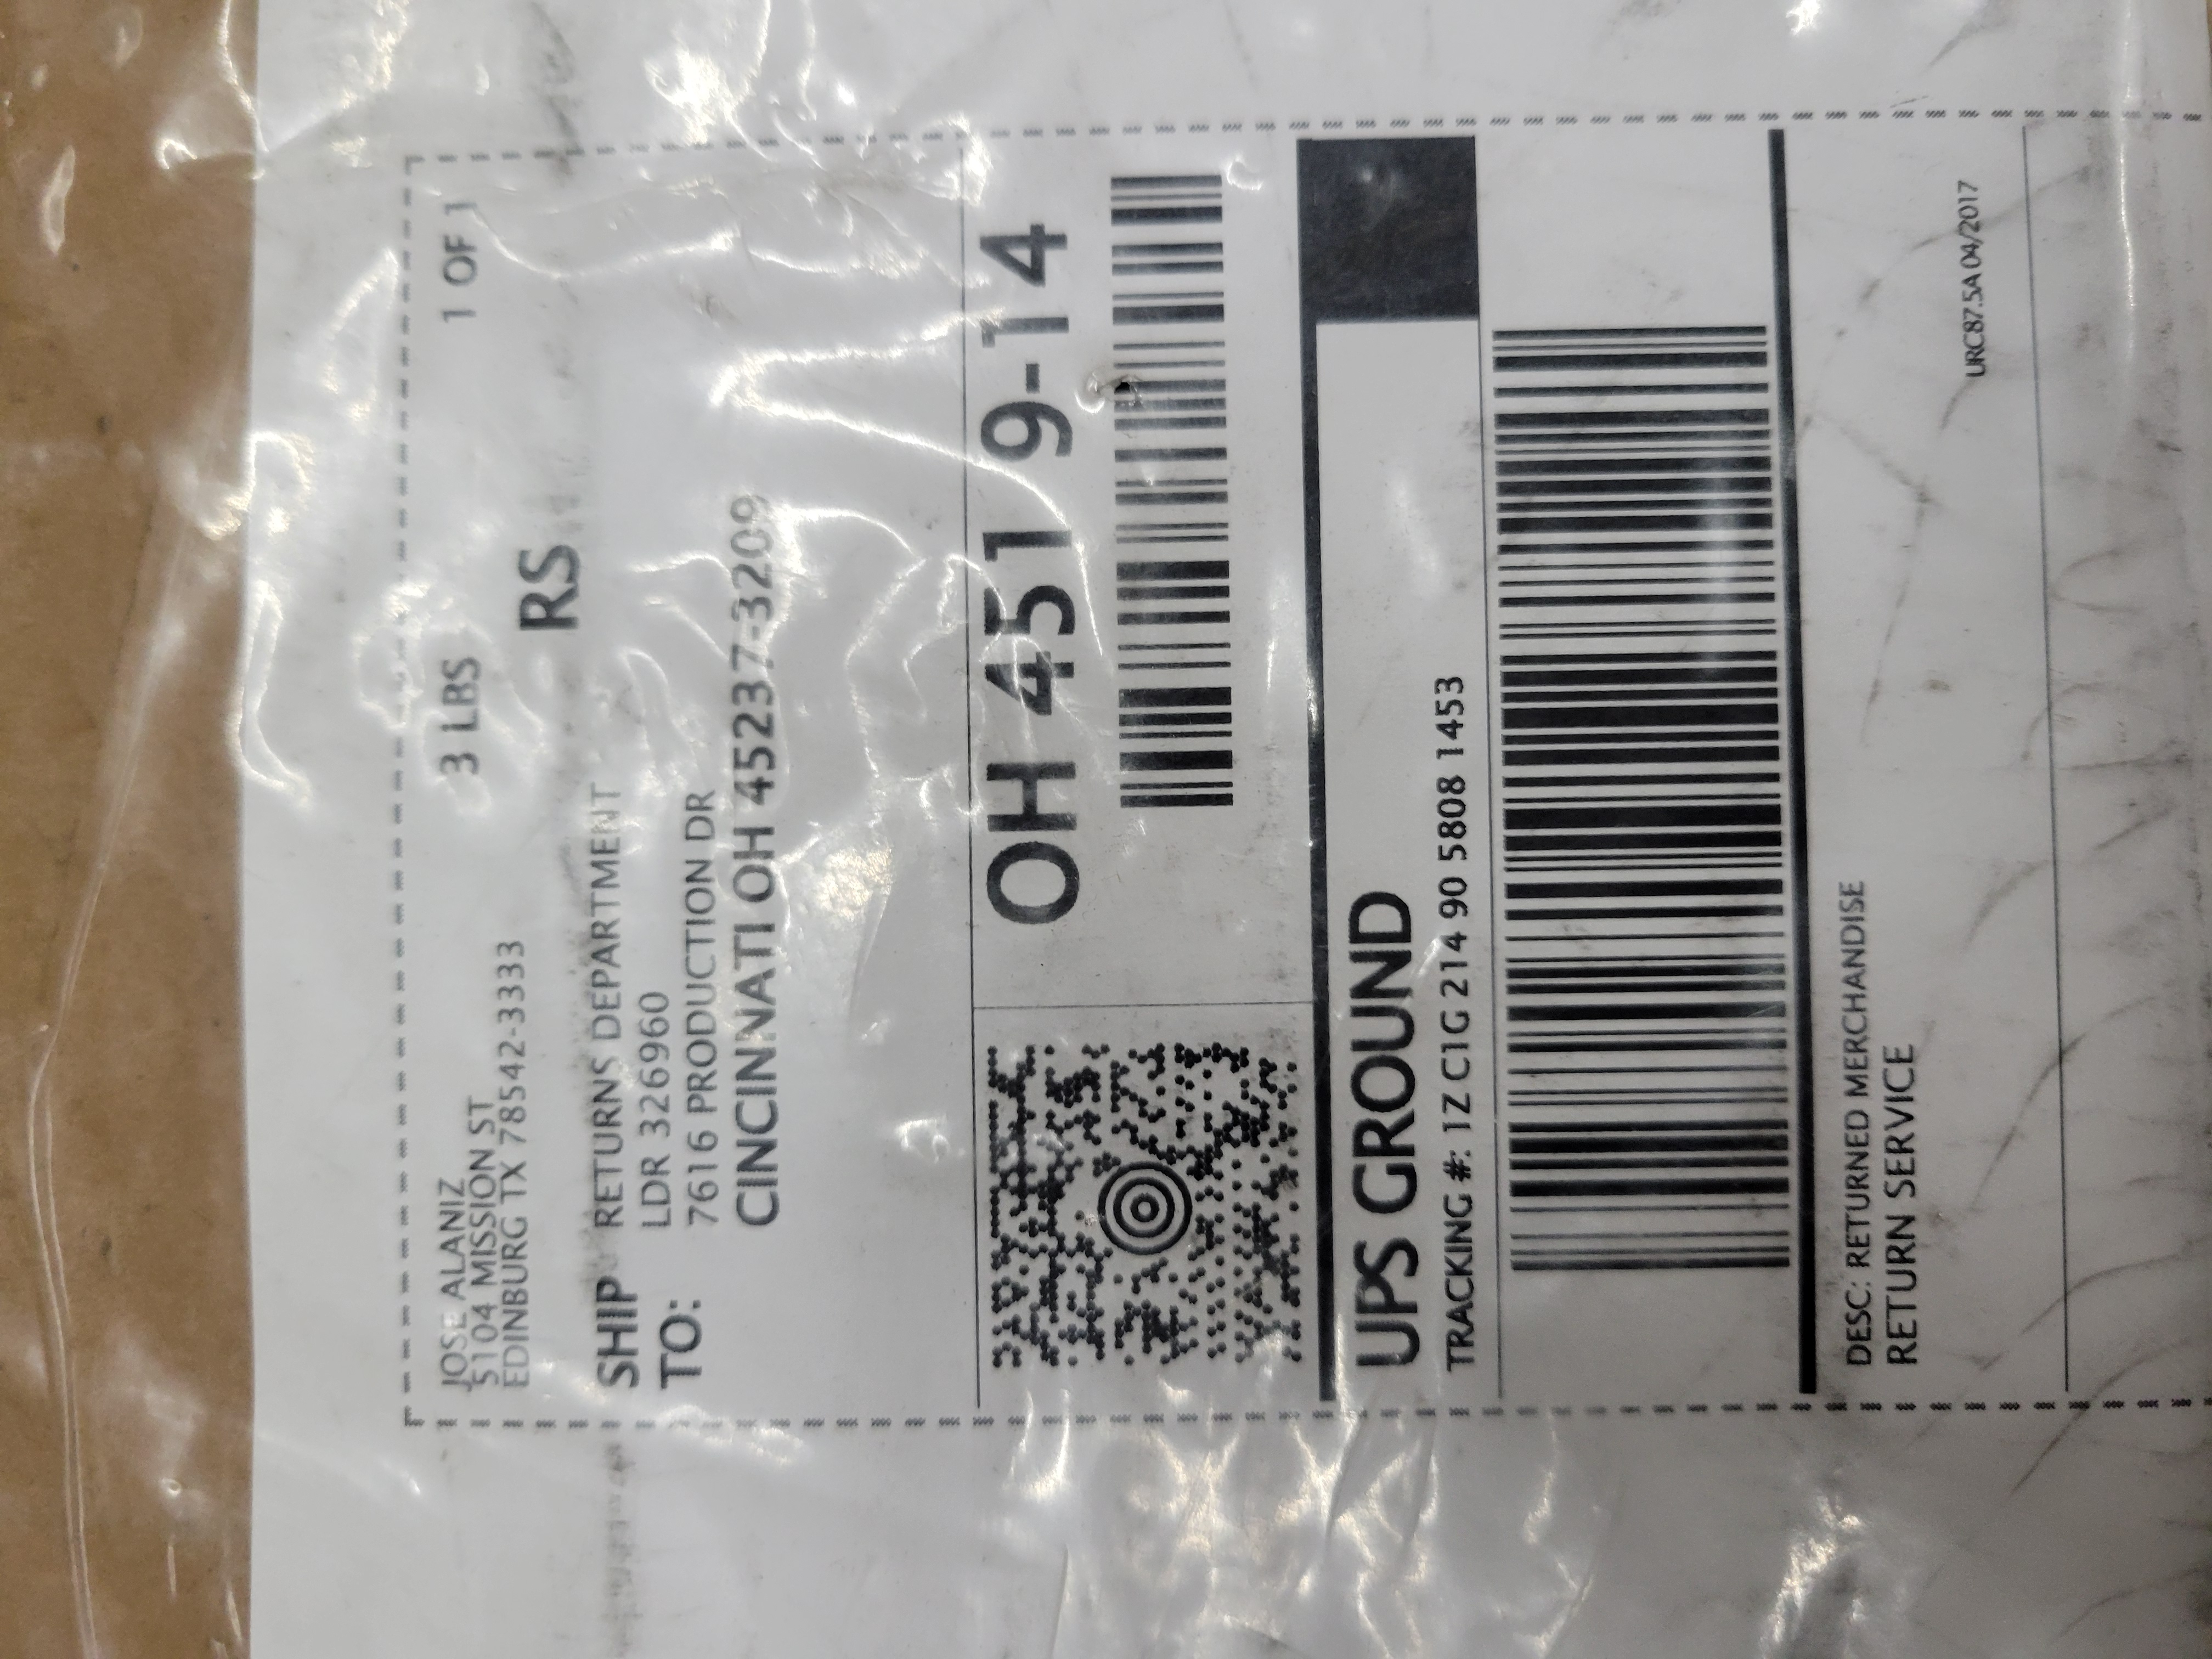 JOSE ALANIZ
5104 MISSION ST
EDINBURG TX 78542-3333
3 LBS
1 OF 1
RS
SHIP TO:
RETURNS DEPARTMENT
LDR 3269960
7616 PRODUCTION DR
CINCINNATI OH 45237-3209
OH 451 9-14
UPS GROUND
TRACKING #: 1Z C1G 214 90 5808 1453
DESC: RETURNED MERCHANDISE
RETURN SERVICE
URC87.5A 04/2017